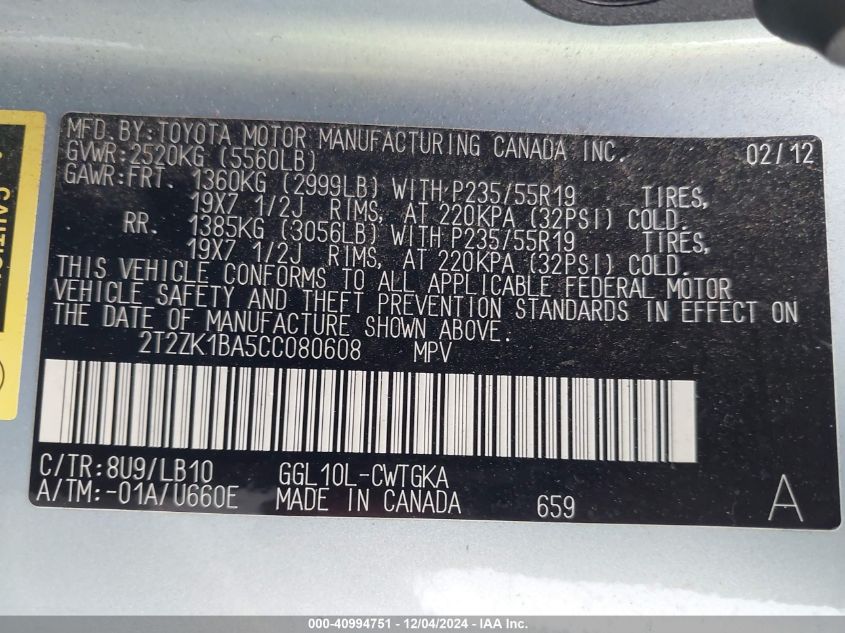 MFD. BY: TOYOTA MOTOR MANUFACTURING CANADA INC. 02/12
GVWR: 2520KG (5560LB)
GAWR: FRT. 1360KG (2999LB) WITH P235/55R19 TIRES,
19X7 1/2J RIMS, AT 220KPA (32PSI) COLD.
RR. 1385KG (3056LB) WITH P235/55R19 TIRES,
19X7 1/2J RIMS, AT 220KPA (32PSI) COLD.
THIS VEHICLE CONFORMS TO ALL APPLICABLE FEDERAL MOTOR
VEHICLE SAFETY AND THEFT PREVENTION STANDARDS IN EFFECT ON
THE DATE OF MANUFACTURE SHOWN ABOVE.
2T2ZK1BA5CC080608 MPV
C/TR: 8U9/LB10 GGL10L-CWTGKA
A/TM: -01A/U660E MADE IN CANADA 659 A
000-40994751 - 12/04/2024 - IAA Inc.